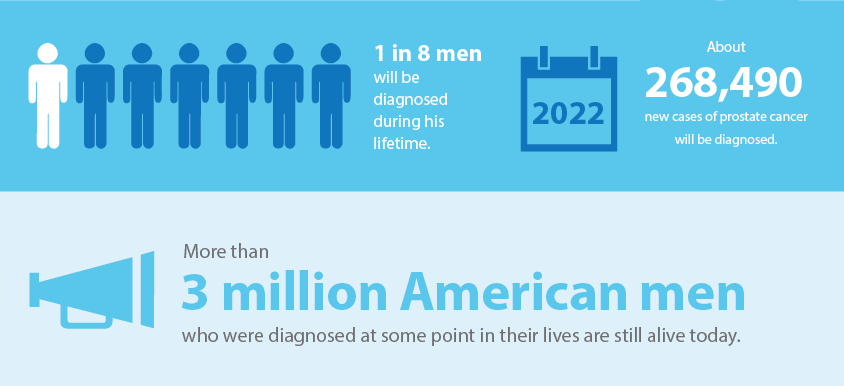 1 in 8 men
will be
diagnosed
during his
lifetime.
2022
About
268,490
new cases of prostate cancer
will be diagnosed.
More than
3 million American men
who were diagnosed at some point in their lives are still alive today.